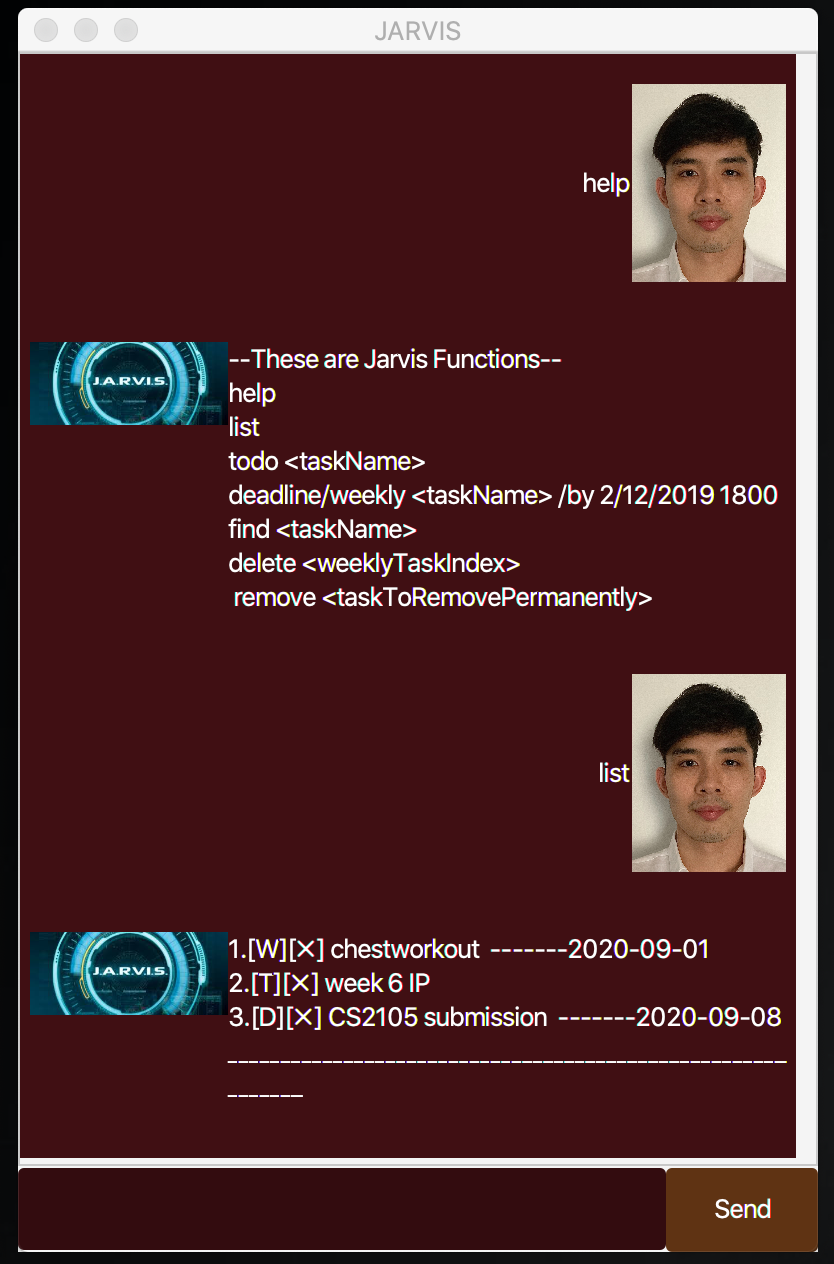 JARVIS
help
J.A.R.V.I.S.
--These are Jarvis Functions--
help
list
todo <taskName>
deadline/weekly <taskName> /by 2/12/2019 1800
find <taskName>
delete <weeklyTaskIndex>
remove <taskToRemovePermanently>
list
J.A.R.V.I.S.
1.[W][✕] chestworkout -------2020-09-01
2.[T][✕] week 6 IP
3.[D][✕] CS2105 submission -------2020-09-08
Send